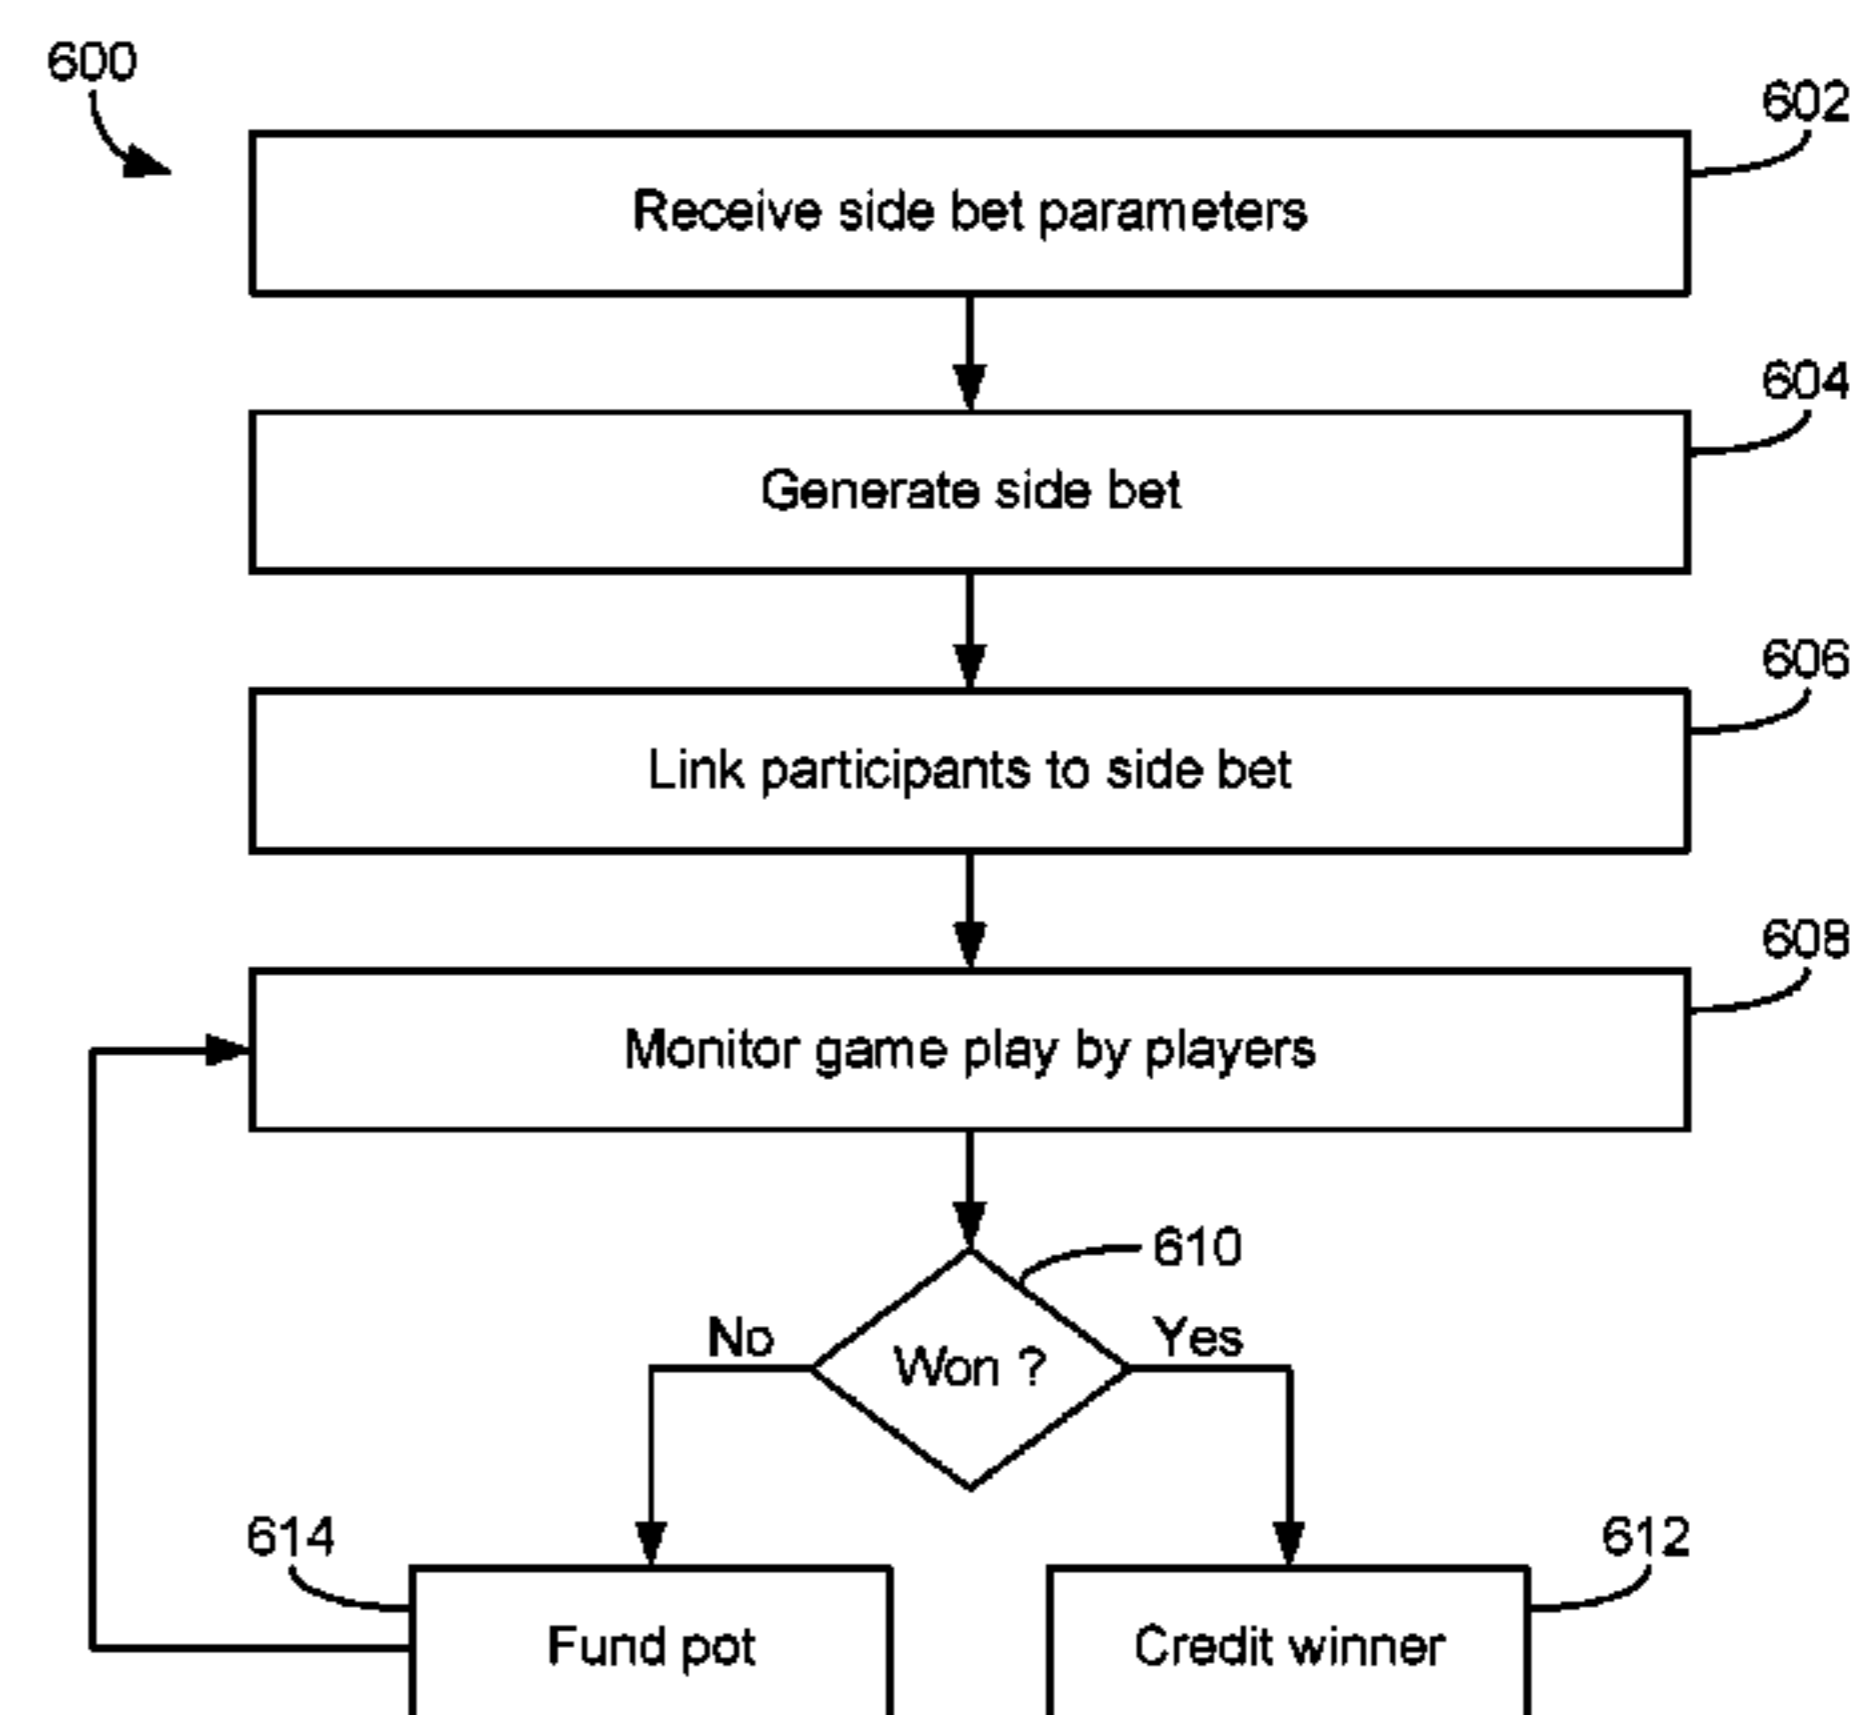 600
602
Receive side bet parameters
604
Generate side bet
606
Link participants to side bet
608
Monitor game play by players
610
No
Yes
Won ?
614
612
Fund pot
Credit winner